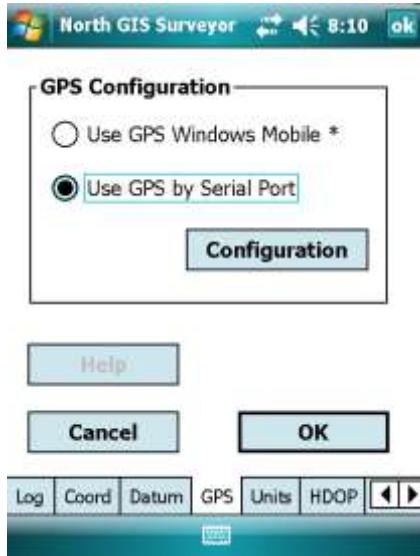 North GIS Surveyor 8:10 ok
GPS Configuration
Use GPS Windows Mobile *
Use GPS by Serial Port
Configuration
Help
Cancel OK
Log Coord Datum GPS Units HDOP